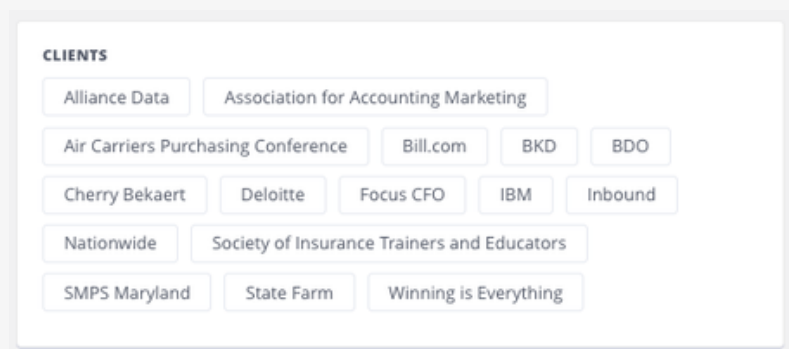 CLIENTS
Alliance Data Association for Accounting Marketing
Air Carriers Purchasing Conference Bill.com BKD BDO
Cherry Bekaert Deloitte Focus CFO IBM Inbound
Nationwide Society of Insurance Trainers and Educators
SMPS Maryland State Farm Winning is Everything